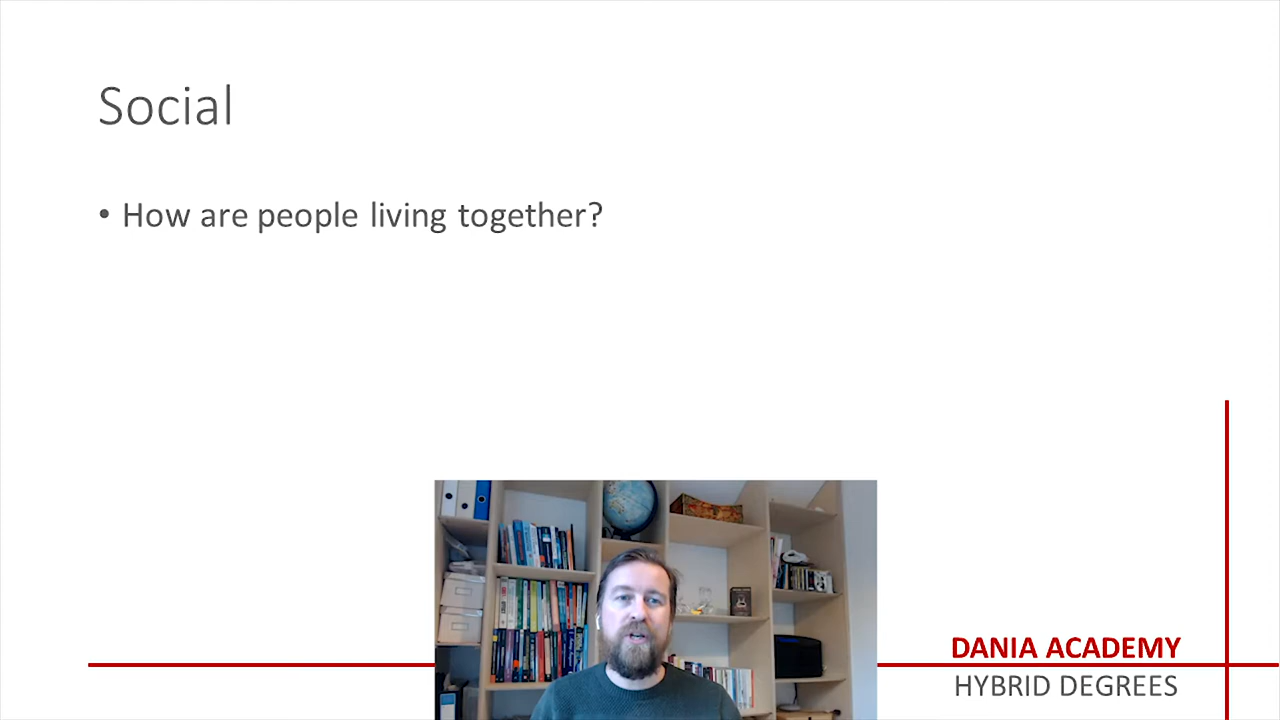 Social
• How are people living together?
DANIA ACADEMY
HYBRID DEGREES